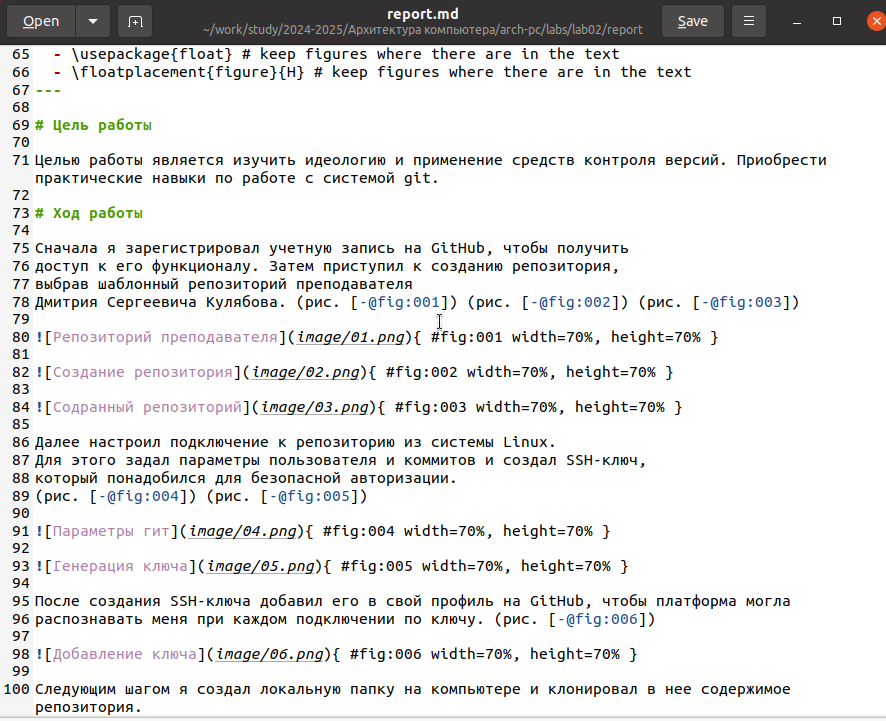 Open
report.md
~/work/study/2024-2025/Архитектура компьютера/arch-pc/labs/lab02/report
Save
65 - \usepackage{float} # keep figures where there are in the text
66 - \floatplacement{figure}{H} # keep figures where there are in the text
67 ---
68
69 # Цель работы
70
71 Целью работы является изучить идеологию и применение средств контроля версий. Приобрести
практические навыки по работе с системой git.
72
73 # Ход работы
74
75 Сначала я зарегистрировал учетную запись на GitHub, чтобы получить
76 доступ к его функционалу. Затем приступил к созданию репозитория,
77 выбрав шаблонный репозиторий преподавателя
78 Дмитрия Сергеевича Кулябова. (рис. [-@fig:001]) (рис. [-@fig:002]) (рис. [-@fig:003])
79
80 ![Репозиторий преподавателя](image/01.png){ #fig:001 width=70%, height=70% }
81
82 ![Создание репозитория](image/02.png){ #fig:002 width=70%, height=70% }
83
84 ![Содранный репозиторий](image/03.png){ #fig:003 width=70%, height=70% }
85
86 Далее настроил подключение к репозиторию из системы Linux.
87 Для этого задал параметры пользователя и коммитов и создал SSH-ключ,
88 который понадобился для безопасной авторизации.
89 (рис. [-@fig:004]) (рис. [-@fig:005])
90
91 ![Параметры гит](image/04.png){ #fig:004 width=70%, height=70% }
92
93 ![Генерация ключа](image/05.png){ #fig:005 width=70%, height=70% }
94
95 После создания SSH-ключа добавил его в свой профиль на GitHub, чтобы платформа могла
96 распознавать меня при каждом подключении по ключу. (рис. [-@fig:006])
97
98 ![Добавление ключа](image/06.png){ #fig:006 width=70%, height=70% }
99
100 Следующим шагом я создал локальную папку на компьютере и клонировал в нее содержимое
репозитория.